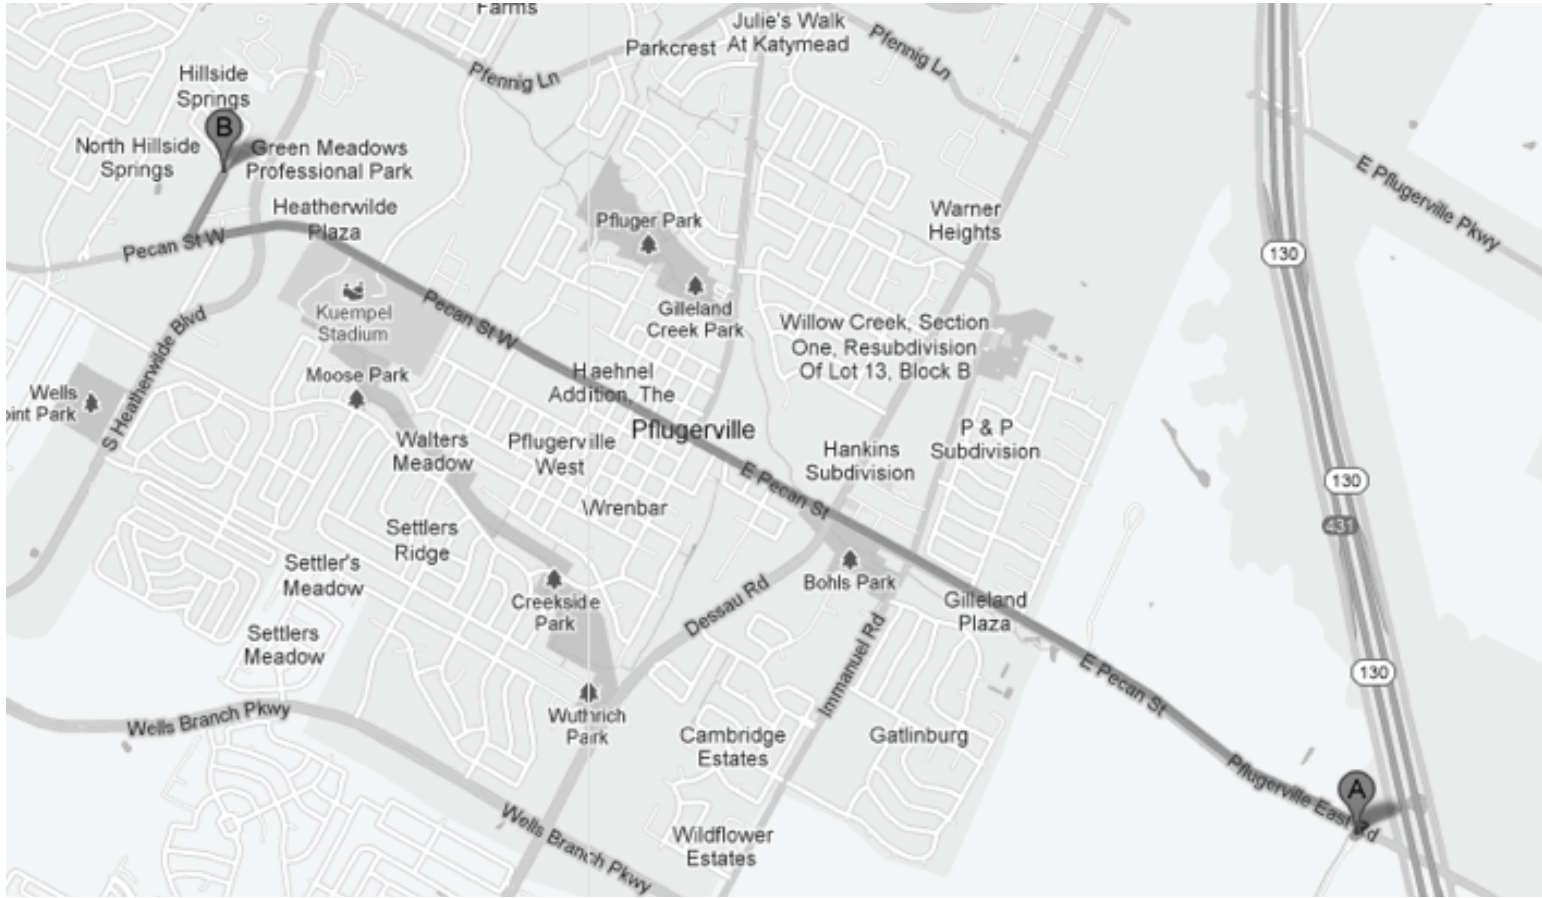 Farms
Julie's Walk
At Katymead
Parkcrest
Pfennig Ln
Pfennig Ln
Hillside
Springs
B
North Hillside
Springs
Green Meadows
Professional Park
E Pflugerville Pkwy
Heatherwilde
Plaza
Pfluger Park
Warner
Heights
Pecan St W
130
Kuempel
Stadium
Pecan St W
Gilleland
Creek Park
Willow Creek, Section
One, Resubdivision
Of Lot 13, Block B
S Heatherwilde Blvd
Moose Park
Haehnel
Addition, The
Wells
oint Park
Pflugerville
Walters
Meadow
Pflugerville
West
Hankins
Subdivision
P & P
Subdivision
E Pecan St
130
Wrenbar
431
Settlers
Ridge
Settler's
Meadow
Creekside
Park
Dessau Rd
Bohls Park
Gilleland
Plaza
Settlers
Meadow
Immanuel Rd
E Pecan St
130
Wells Branch Pkwy
Wuthrich
Park
Cambridge
Estates
Gatlinburg
A
Pflugerville East Rd
Wells Branch Pkwy
Wildflower
Estates